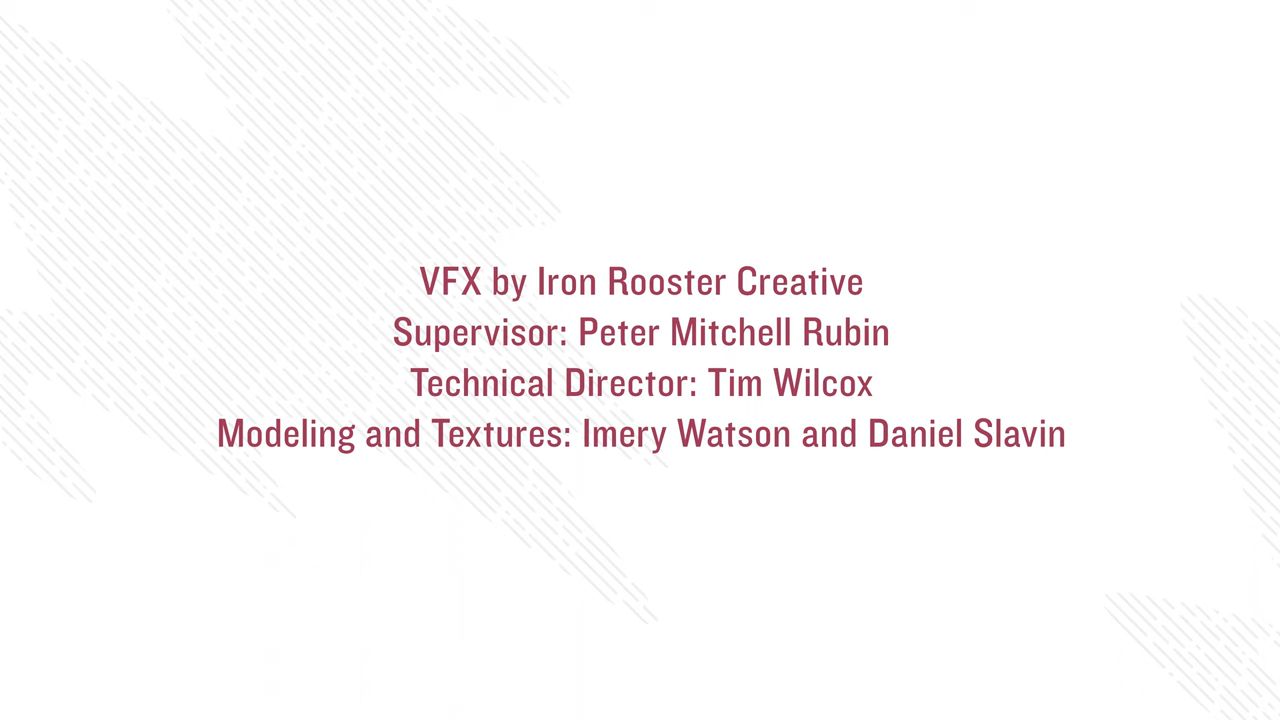 VFX by Iron Rooster Creative
Supervisor: Peter Mitchell Rubin
Technical Director: Tim Wilcox
Modeling and Textures: Imery Watson and Daniel Slavin